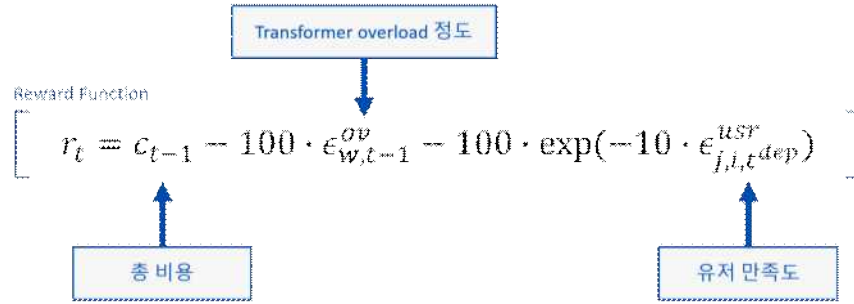 Transformer overload 정도
Reward Function
r_t = c_{t-1} - 100 · ϵ^{ov}_{w,t-1} - 100 · exp(-10 · ϵ^{usr}_{j,i,t^{dep}})
총 비용
유저 만족도